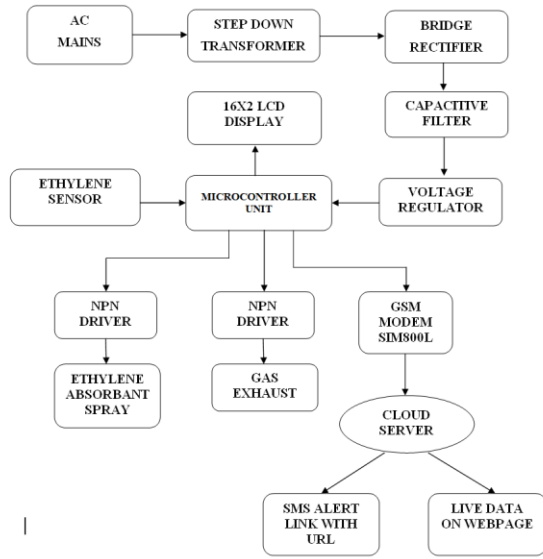 AC
MAINS
STEP DOWN
TRANSFORMER
BRIDGE
RECTIFIER
16X2 LCD
DISPLAY
CAPACITIVE
FILTER
ETHYLENE
SENSOR
MICROCONTROLLER
UNIT
VOLTAGE
REGULATOR
NPN
DRIVER
NPN
DRIVER
GSM
MODEM
SIM800L
ETHYLENE
ABSORBANT
SPRAY
GAS
EXHAUST
CLOUD
SERVER
SMS ALERT
LINK WITH
URL
LIVE DATA
ON WEBPAGE